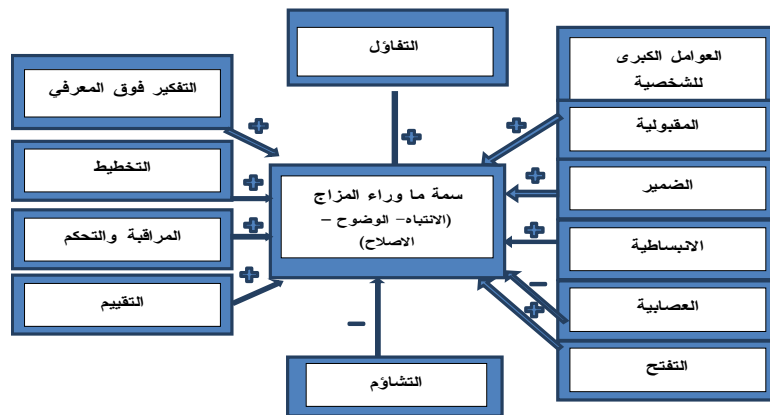 التفاؤل
العوامل الكبرى
للشخصية
المقبولية
الضمير
الانبساطية
العصابية
التفتح
التفكير فوق المعرفي
التخطيط
المراقبة والتحكم
التقييم
سمة ما وراء المزاج
(الانتباه- الوضوح –
الاصلاح)
التشاؤم